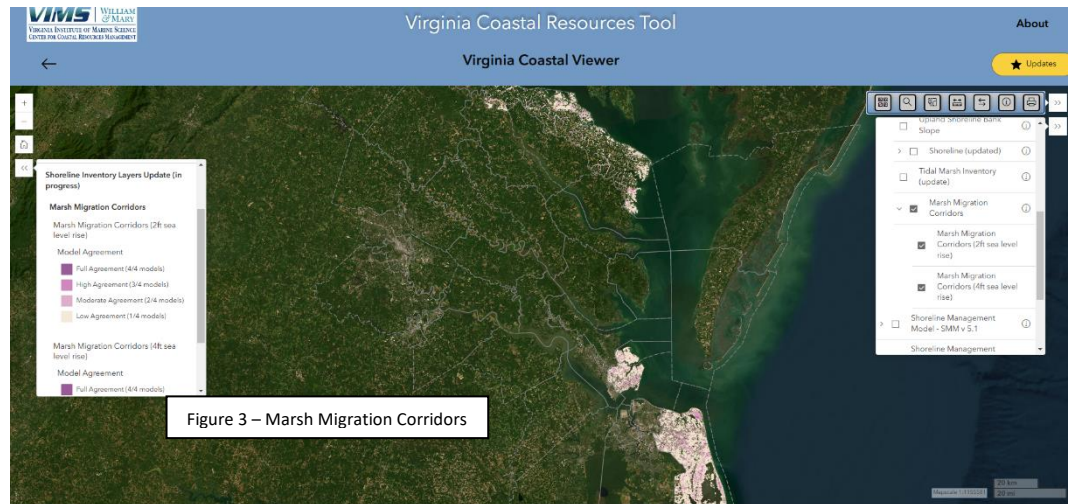 VIMS
WILLIAM
& MARY
VIRGINIA INSTITUTE OF MARINE SCIENCE
CENTER FOR COASTAL RESOURCES MANAGEMENT
Virginia Coastal Resources Tool
About
Virginia Coastal Viewer
Updates
Shoreline Inventory Layers Update (in
progress)
Marsh Migration Corridors
Marsh Migration Corridors (2ft sea
level rise)
Model Agreement
Full Agreement (4/4 models)
High Agreement (3/4 models)
Moderate Agreement (2/4 models)
Low Agreement (1/4 models)
Marsh Migration Corridors (4ft sea
level rise)
Model Agreement
Full Agreement (4/4 models)
Figure 3 – Marsh Migration Corridors
Upland Shoreline Bank
Slope
Shoreline (updated)
Tidal Marsh Inventory
(update)
Marsh Migration
Corridors
Marsh Migration
Corridors (2ft sea level
rise)
Marsh Migration
Corridors (4ft sea level
rise)
Shoreline Management
Model - SMM v 5.1
Shoreline Management
20 km
20 mi